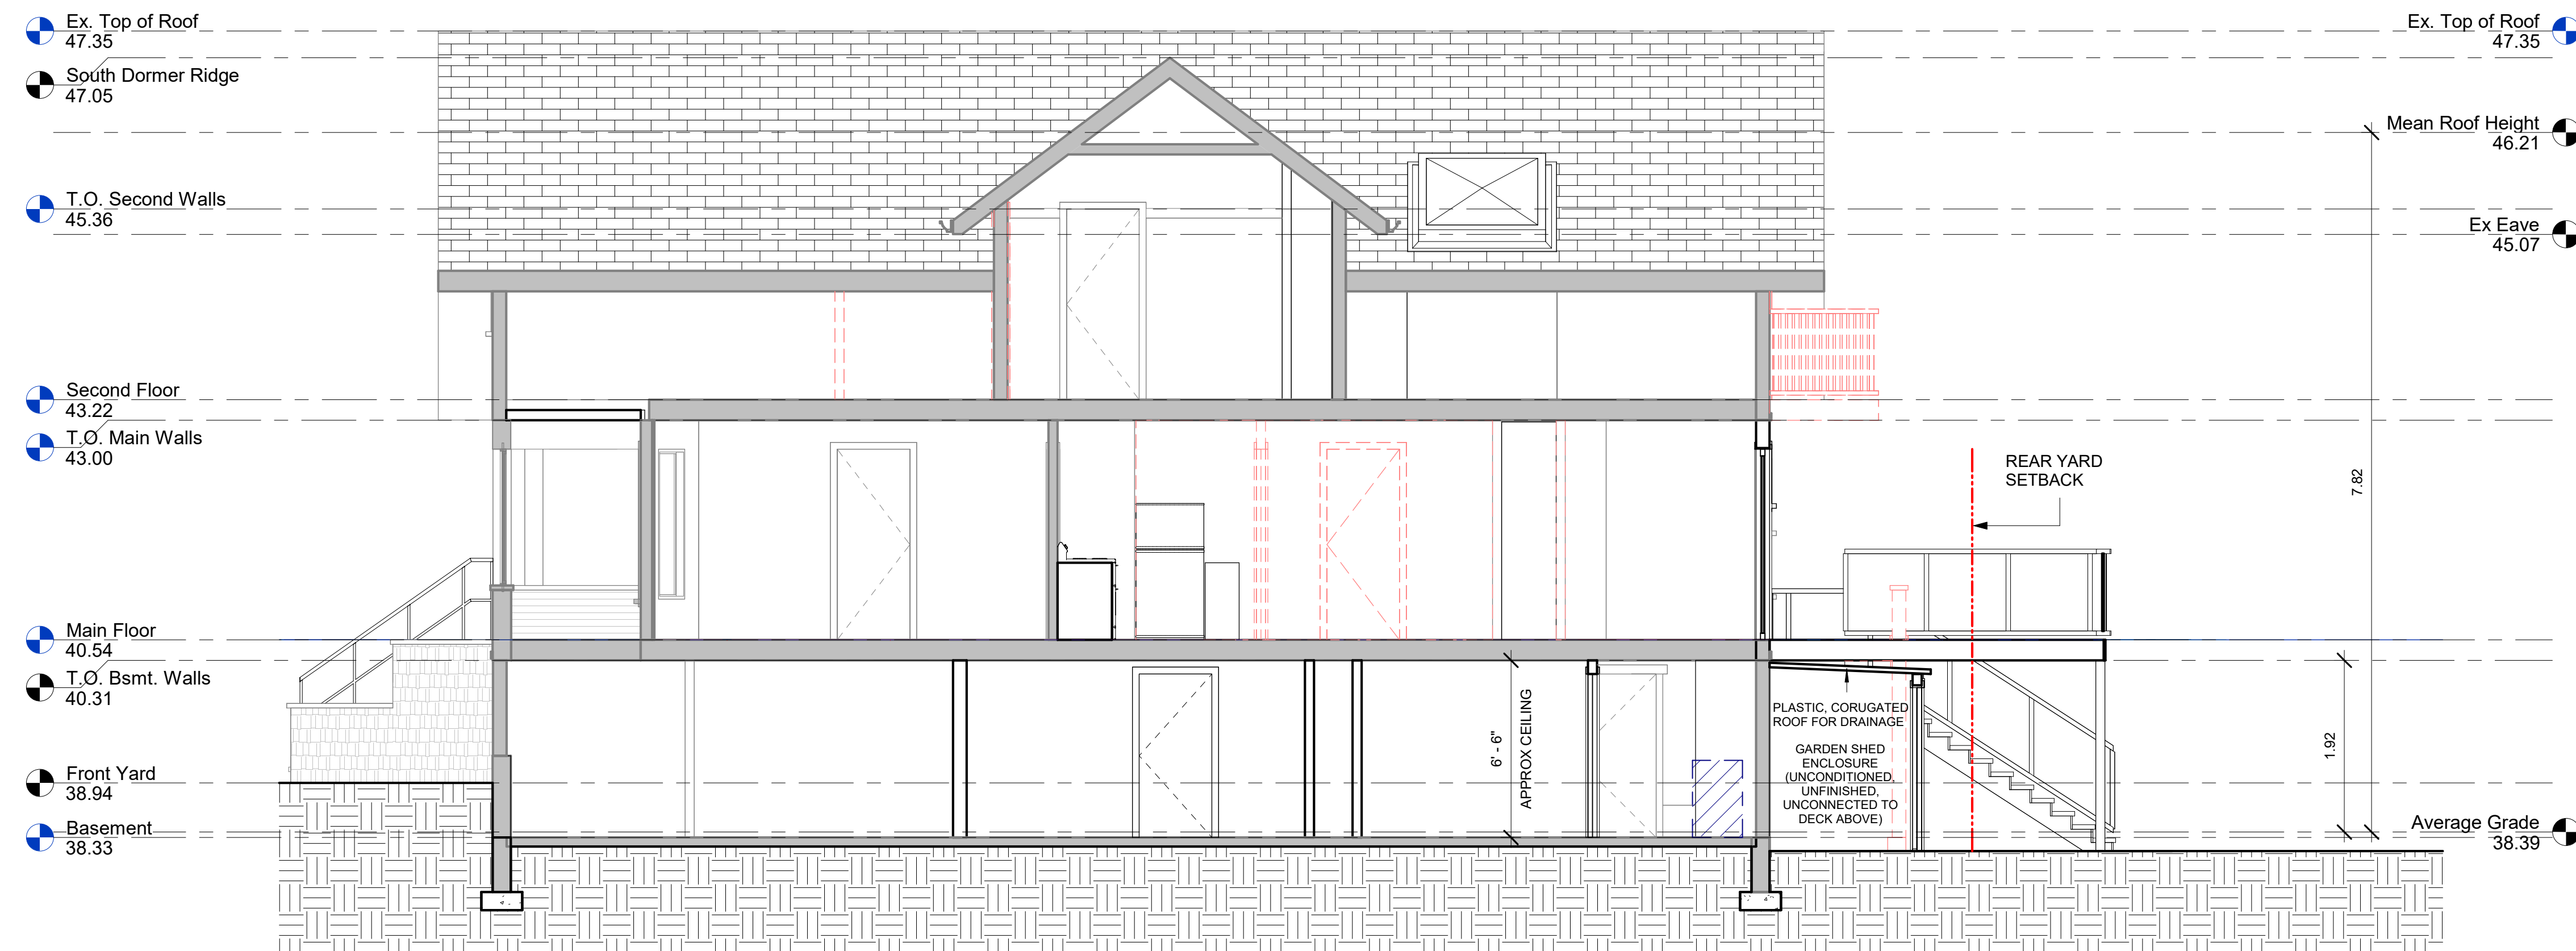 Ex. Top of Roof
47.35
South Dormer Ridge
47.05
T.O. Second Walls
45.36
Second Floor
43.22
T.O. Main Walls
43.00
Main Floor
40.54
T.O. Bsmt. Walls
40.31
Front Yard
38.94
Basement
38.33
6' - 6"
APPROX CEILING
PLASTIC, CORUGATED
ROOF FOR DRAINAGE
GARDEN SHED
ENCLOSURE
(UNCONDITIONED,
UNFINISHED,
UNCONNECTED TO
DECK ABOVE)
REAR YARD
SETBACK
7.82
1.92
Ex. Top of Roof
47.35
Mean Roof Height
46.21
Ex Eave
45.07
Average Grade
38.39